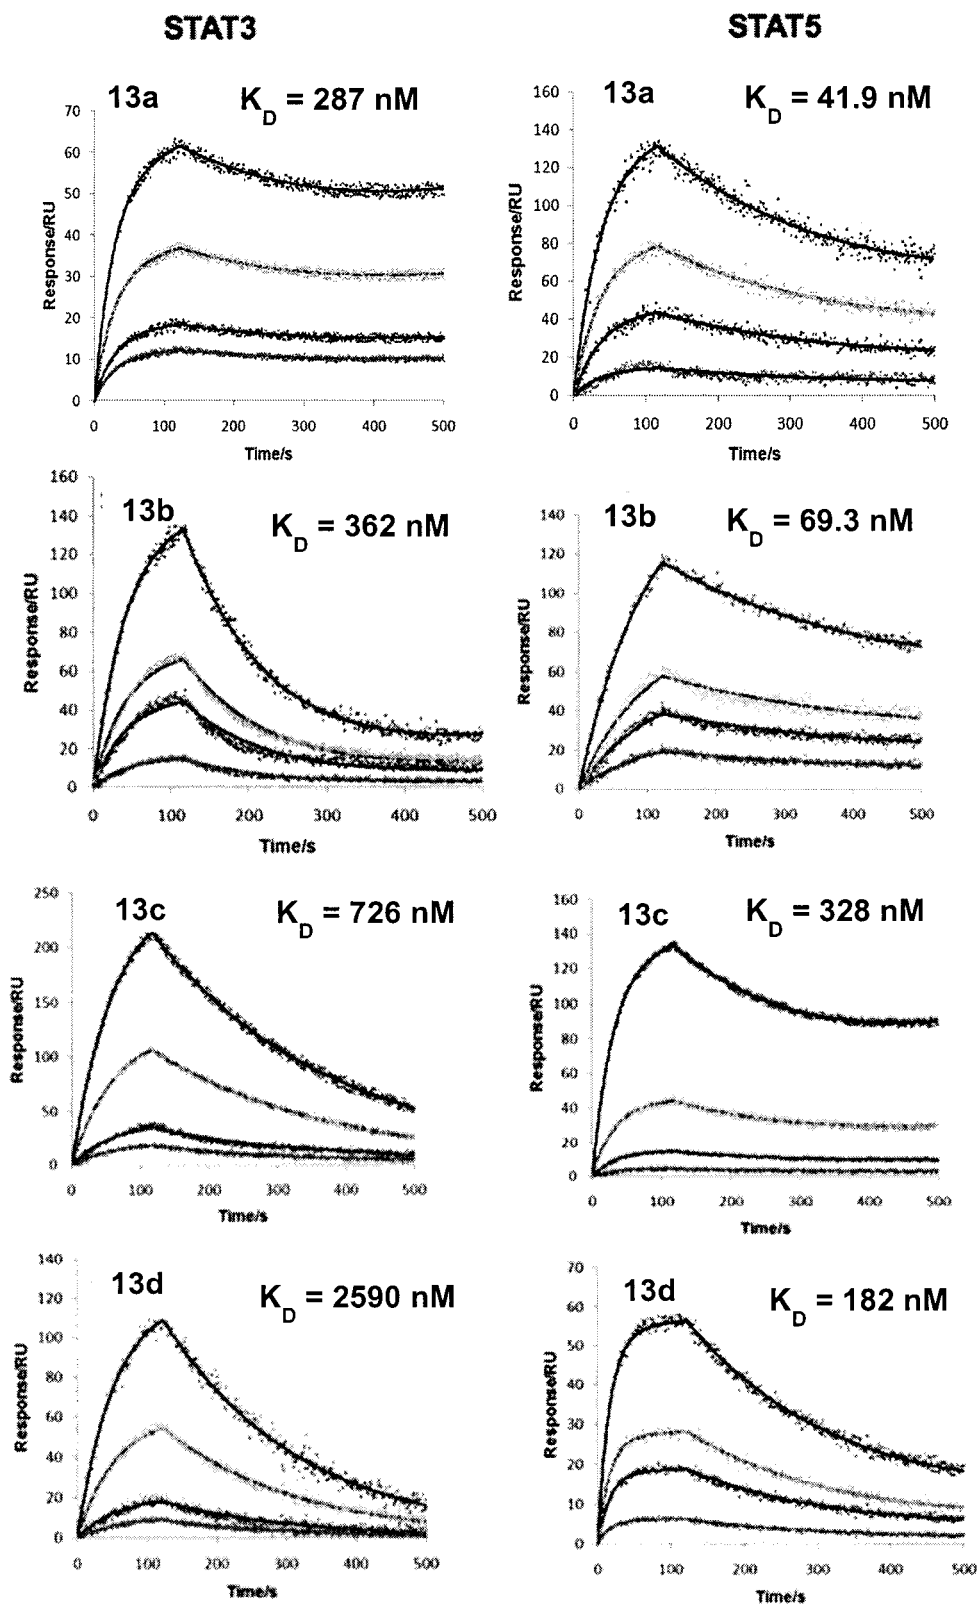 STAT3
STAT5
13a
K_D = 287 nM
Response/RU
70
60
50
40
30
20
10
0
0 100 200 300 400 500
Time/s
13a
K_D = 41.9 nM
Response/RU
160
140
120
100
80
60
40
20
0
0 100 200 300 400 500
Time/s
13b
K_D = 362 nM
Response/RU
160
140
120
100
80
60
40
20
0
0 100 200 300 400 500
Time/s
13b
K_D = 69.3 nM
Response/RU
140
120
100
80
60
40
20
0
0 100 200 300 400 500
Time/s
13c
K_D = 726 nM
Response/RU
250
200
150
100
50
0
0 100 200 300 400 500
Time/s
13c
K_D = 328 nM
Response/RU
160
140
120
100
80
60
40
20
0
0 100 200 300 400 500
Time/s
13d
K_D = 2590 nM
Response/RU
140
120
100
80
60
40
20
0
0 100 200 300 400 500
Time/s
13d
K_D = 182 nM
Response/RU
70
60
50
40
30
20
10
0
0 100 200 300 400 500
Time/s